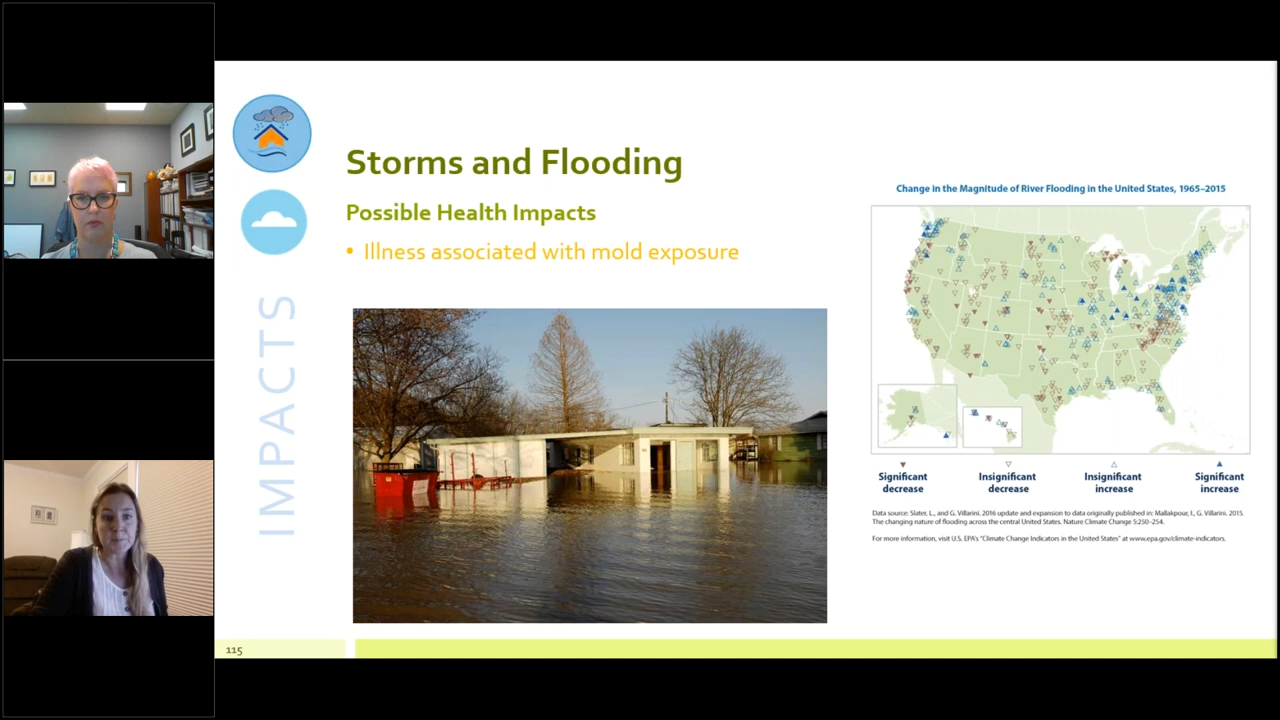 IMPACTS
Storms and Flooding
Possible Health Impacts
• Illness associated with mold exposure
Change in the Magnitude of River Flooding in the United States, 1965–2015
Significant
decrease
Insignificant
decrease
Insignificant
increase
Significant
increase
Data source: Slater, L., and G. Villarini. 2016 update and expansion to data originally published in: Mallakpour, I., G. Villarini. 2015.
The changing nature of flooding across the central United States. Nature Climate Change 5:250–254.
For more information, visit U.S. EPA's "Climate Change Indicators in the United States" at www.epa.gov/climate-indicators.
115